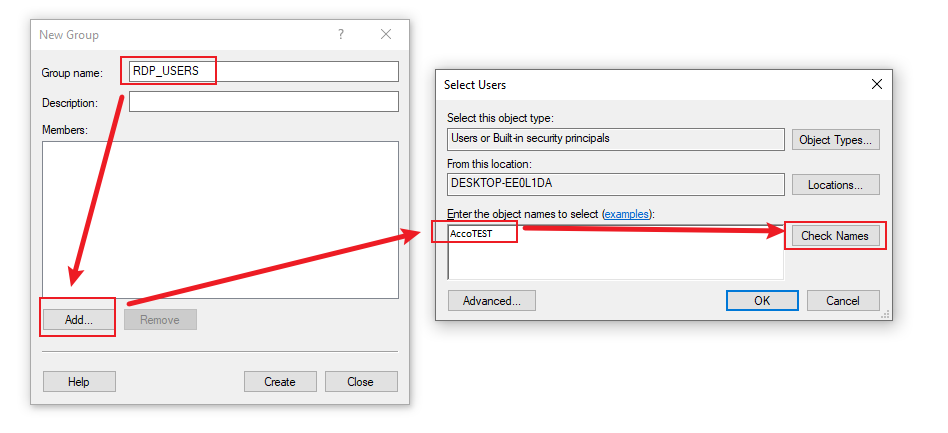 New Group
?
Group name:
RDP_USERS
Description:
Members:
Add...
Remove
Help
Create
Close
Select Users
Select this object type:
Users or Built-in security principals
Object Types...
From this location:
DESKTOP-EE0L1DA
Locations...
Enter the object names to select (examples):
AccoTEST
Check Names
Advanced...
OK
Cancel